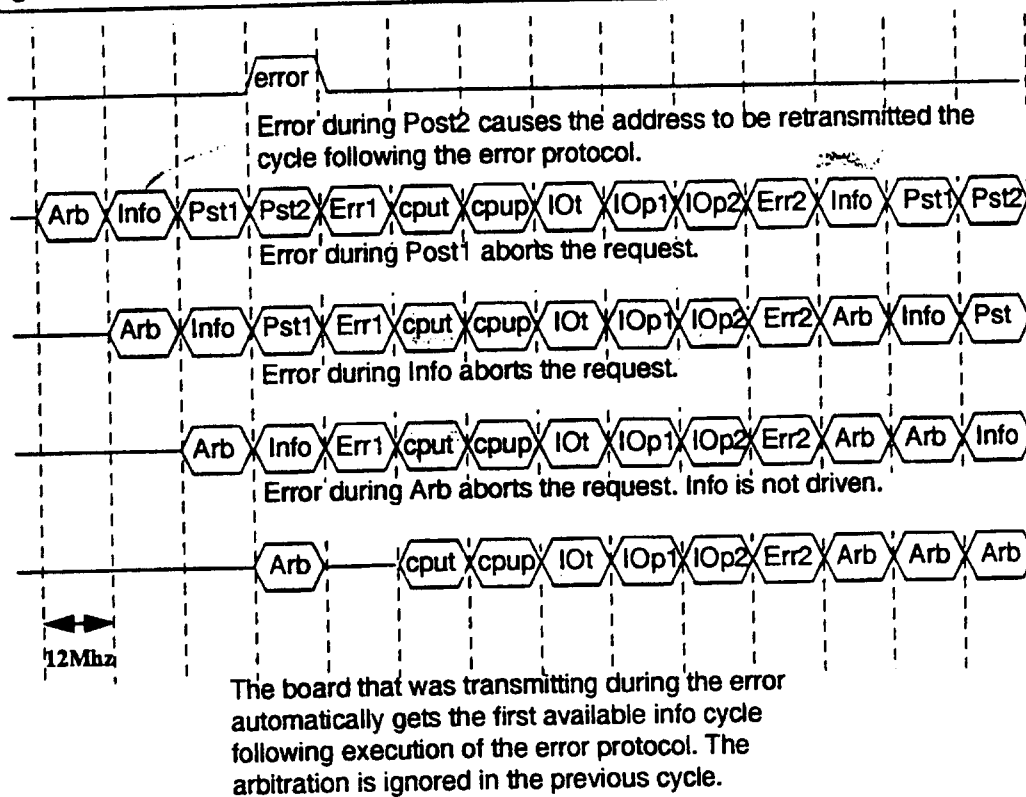 error
Error during Post2 causes the address to be retransmitted the
cycle following the error protocol.
Arb Info Pst1 Pst2 Err1 cput cpup IOt IOp1 IOp2 Err2 Info Pst1 Pst2
Error during Post1 aborts the request.
Arb Info Pst1 Err1 cput cpup IOt IOp1 IOp2 Err2 Arb Info Pst
Error during Info aborts the request.
Arb Info Err1 cput cpup IOt IOp1 IOp2 Err2 Arb Arb Info
Error during Arb aborts the request. Info is not driven.
Arb cput cpup IOt IOp1 IOp2 Err2 Arb Arb Arb
12Mhz
The board that was transmitting during the error
automatically gets the first available info cycle
following execution of the error protocol. The
arbitration is ignored in the previous cycle.